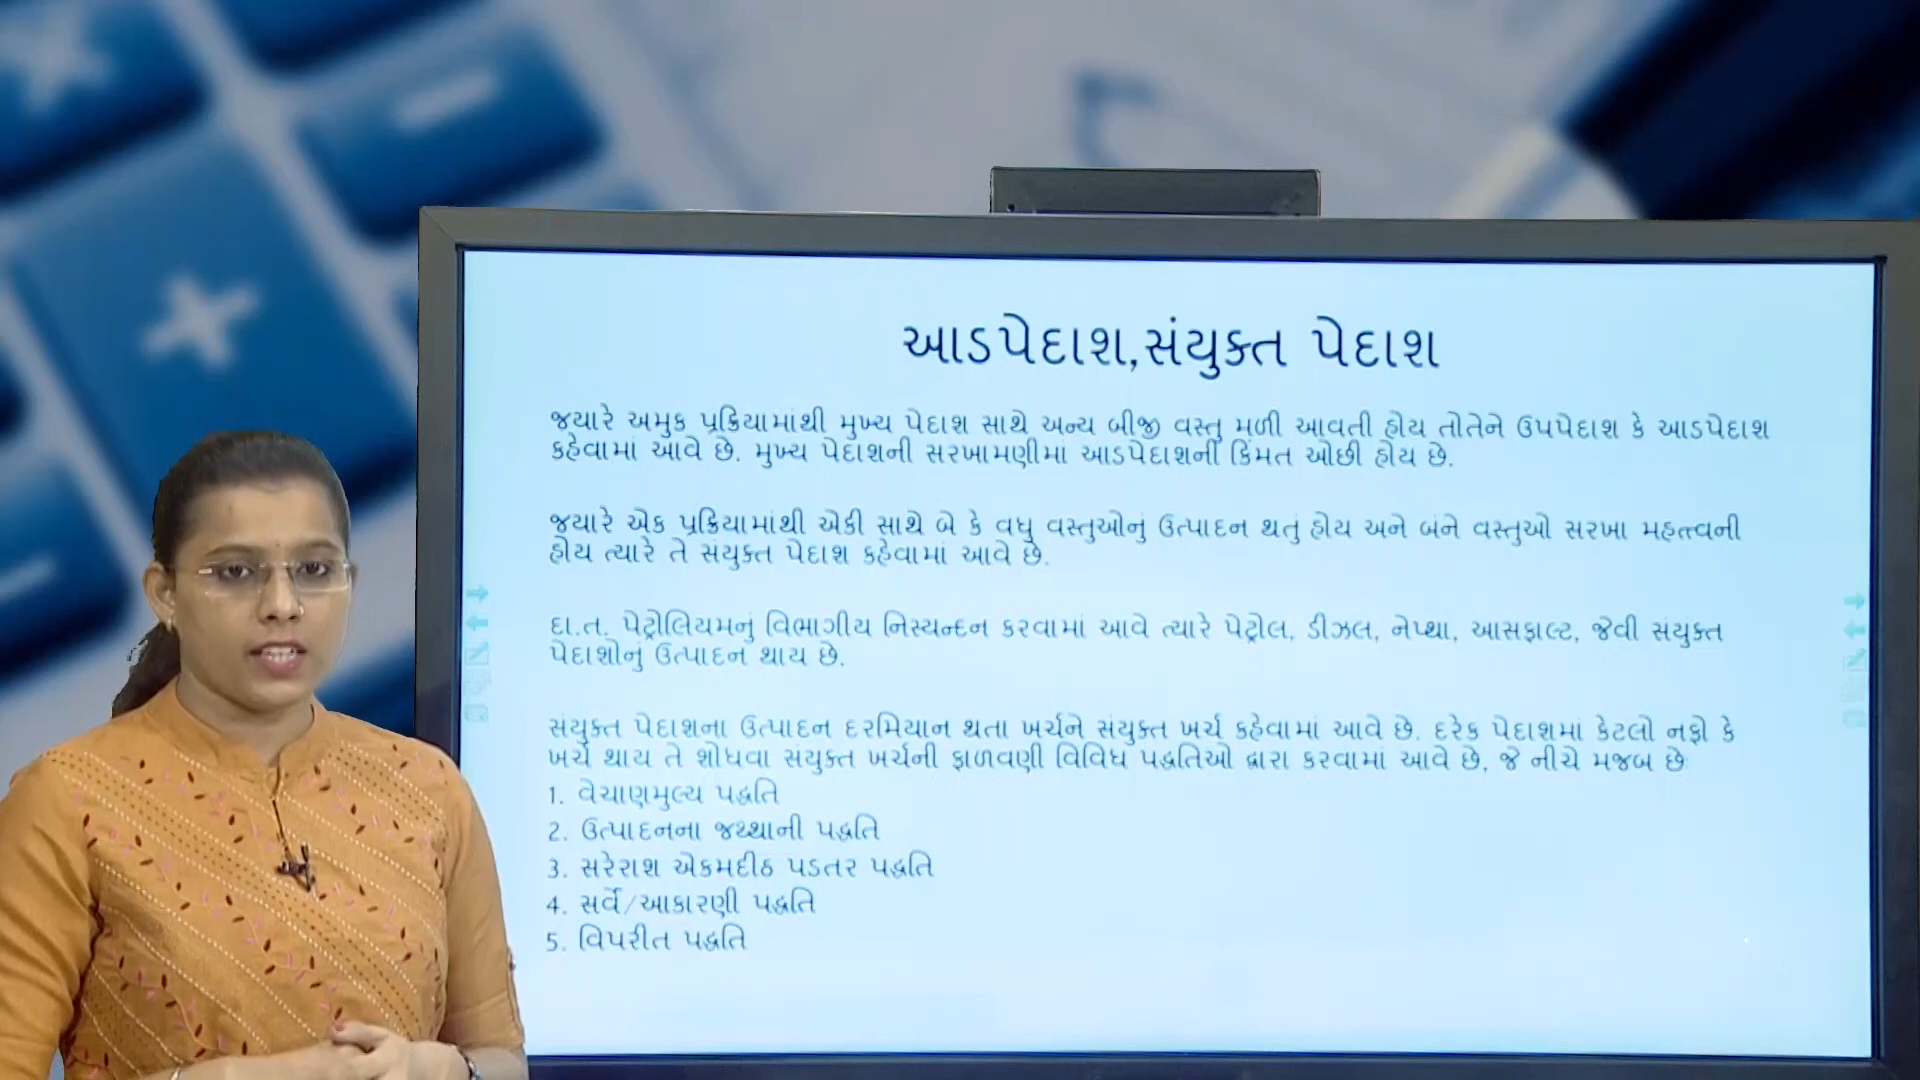 આડપેદાશ,સંયુક્ત પેદાશ
જયારે અમુક પ્રક્રિયામાંથી મુખ્ય પેદાશ સાથે અન્ય બીજી વસ્તુ મળી આવતી હોય તોતેને ઉપપેદાશ કે આડપેદાશ
કહેવામાં આવે છે. મુખ્ય પેદાશની સરખામણીમાં આડપેદાશની કિંમત ઓછી હોય છે.
જયારે એક પ્રક્રિયામાંથી એકી સાથે બે કે વધુ વસ્તુઓનું ઉત્પાદન થતું હોય અને બંને વસ્તુઓ સરખા મહત્ત્વની
હોય ત્યારે તે સંયુક્ત પેદાશ કહેવામાં આવે છે.
દા.ત. પેટ્રોલિયમનું વિભાગીય નિસ્યન્દન કરવામાં આવે ત્યારે પેટ્રોલ, ડીઝલ, નેપ્થા, આસફાલ્ટ, જેવી સંયુક્ત
પેદાશોનું ઉત્પાદન થાય છે.
સંયુક્ત પેદાશના ઉત્પાદન દરમિયાન થતા ખર્ચને સંયુક્ત ખર્ચ કહેવામાં આવે છે. દરેક પેદાશમાં કેટલો નફો કે
ખર્ચ થાય તે શોધવા સંયુક્ત ખર્ચની ફાળવણી વિવિધ પદ્ધતિઓ દ્વારા કરવામાં આવે છે, જે નીચે મજબ છે
1. વેચાણમુલ્ય પદ્ધતિ
2. ઉત્પાદનના જથ્થાની પદ્ધતિ
3. સરેરાશ એકમદીઠ પડતર પદ્ધતિ
4. સર્વે/આકારણી પદ્ધતિ
5. વિપરીત પદ્ધતિ